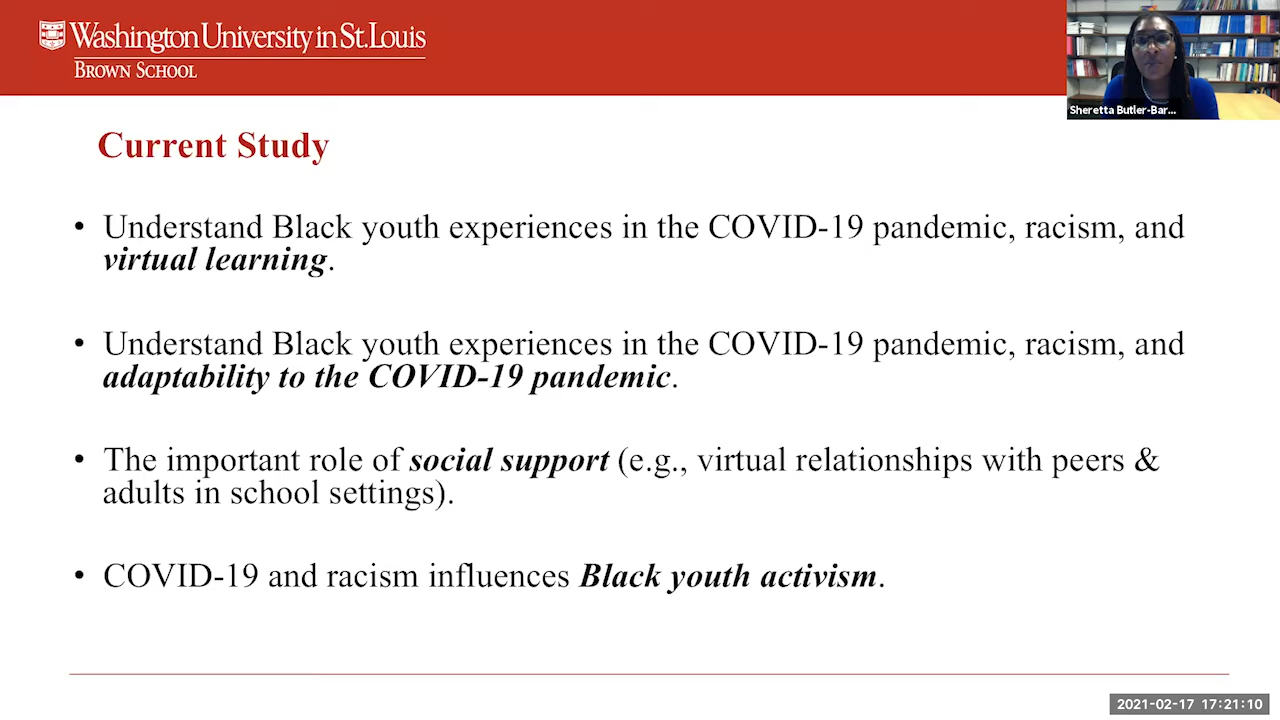 Washington University in St. Louis
BROWN SCHOOL
Sheretta Butler-Bar...
Current Study
• Understand Black youth experiences in the COVID-19 pandemic, racism, and
virtual learning.
• Understand Black youth experiences in the COVID-19 pandemic, racism, and
adaptability to the COVID-19 pandemic.
• The important role of social support (e.g., virtual relationships with peers &
adults in school settings).
• COVID-19 and racism influences Black youth activism.
2021-02-17 17:21:10